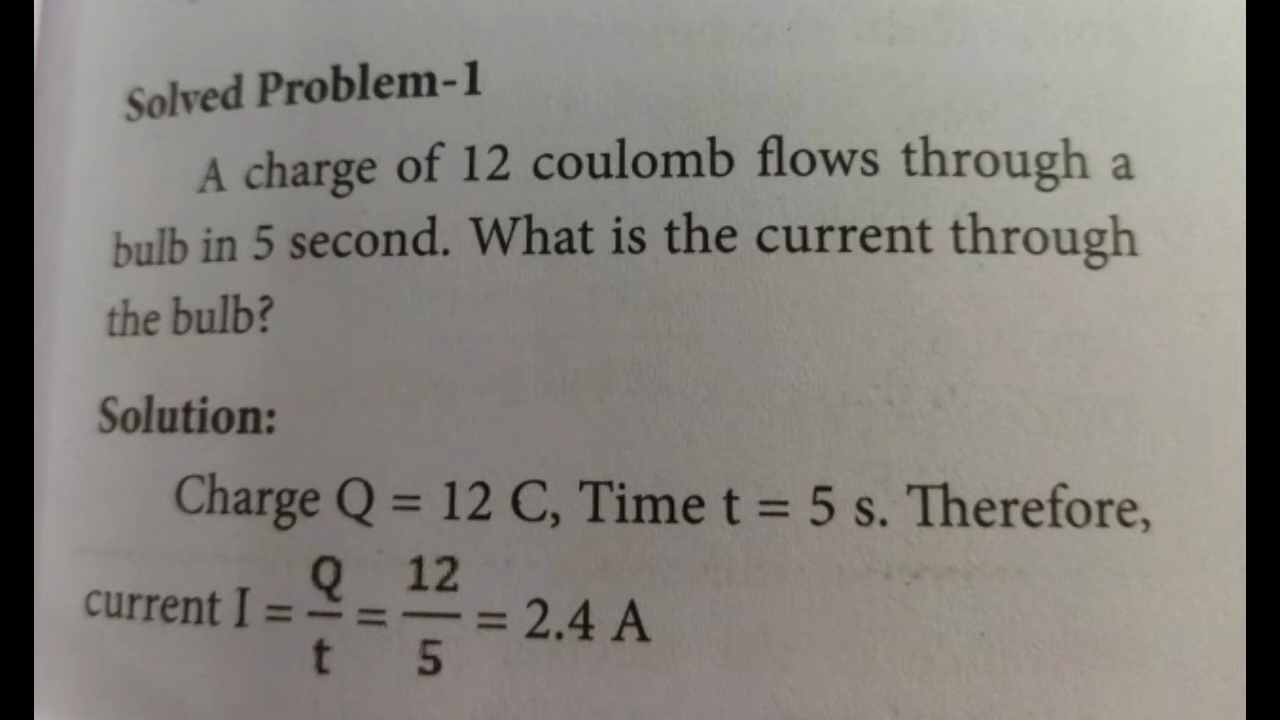 Solved Problem-1
A charge of 12 coulomb flows through a
bulb in 5 second. What is the current through
the bulb?
Solution:
Charge Q = 12 C, Time t = 5 s. Therefore,
current I = Q/t = 12/5 = 2.4 A